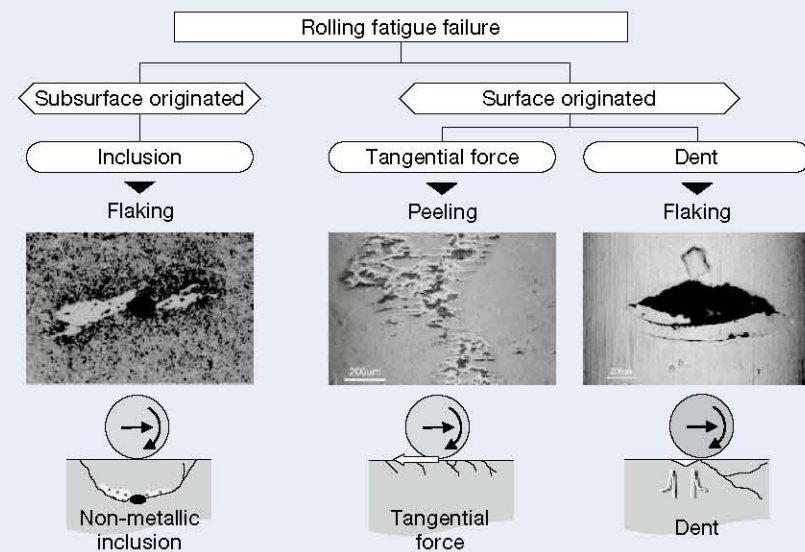 Rolling fatigue failure
Subsurface originated
Surface originated
Inclusion
Tangential force
Dent
Flaking
Peeling
Flaking
200um
Non-metallic
inclusion
Tangential
force
Dent